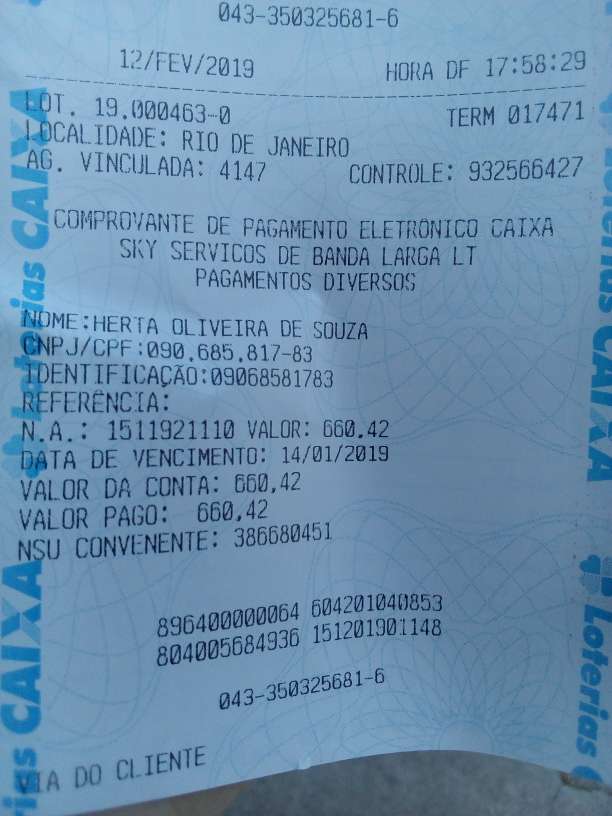 043-350325681-6
12/FEV/2019 HORA DF 17:58:29
LOT. 19.000463-0 TERM 017471
LOCALIDADE: RIO DE JANEIRO
AG. VINCULADA: 4147 CONTROLE: 932566427
COMPROVANTE DE PAGAMENTO ELETRÔNICO CAIXA
SKY SERVICOS DE BANDA LARGA LT
PAGAMENTOS DIVERSOS
NOME:HERTA OLIVEIRA DE SOUZA
CNPJ/CPF:090.685.817-83
IDENTIFICAÇÃO:09068581783
REFERÊNCIA:
N.A.: 1511921110 VALOR: 660.42
DATA DE VENCIMENTO: 14/01/2019
VALOR DA CONTA: 660,42
VALOR PAGO: 660,42
NSU CONVENENTE: 386680451
896400000064 604201040853
804005684936 151201901148
043-350325681-6
VIA DO CLIENTE
Loterias CAIXA
Loterias CAIXA
Loterias